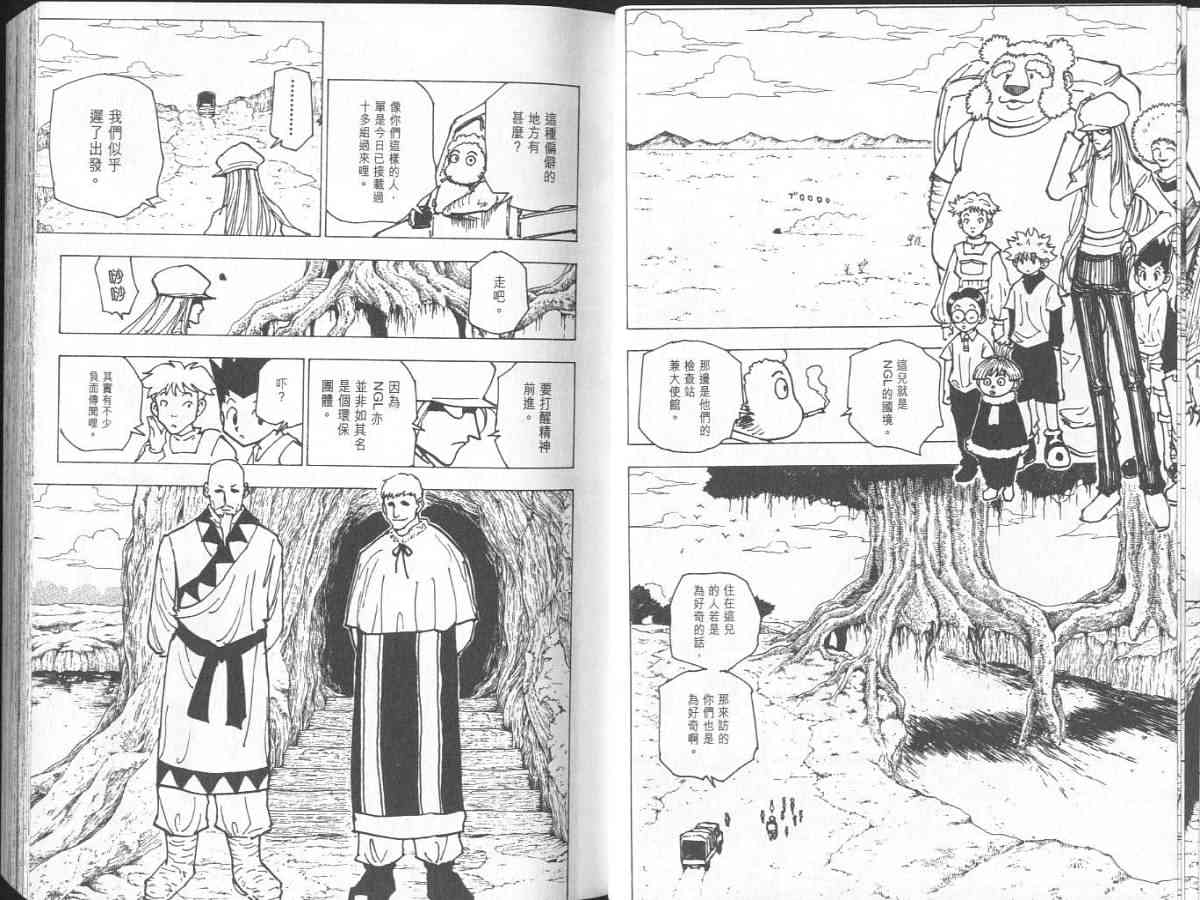 這兒就是
NGL的國境。
那邊是他們的
檢查站
兼大使館。
住在這兒
的人若是
為好奇的話，
那來訪的
你們也是
為好奇啊。
這種偏僻的
地方有
甚麼？
像你們這樣的人，
單是今日已接載過
十多組過來哩。
…………
我們似乎
遲了出發。
走吧。
沙沙
要打醒精神
前進。
因為
NGL亦
並非如其名
是個環保
團體。
吓？
其實有不少
負面傳聞哩。